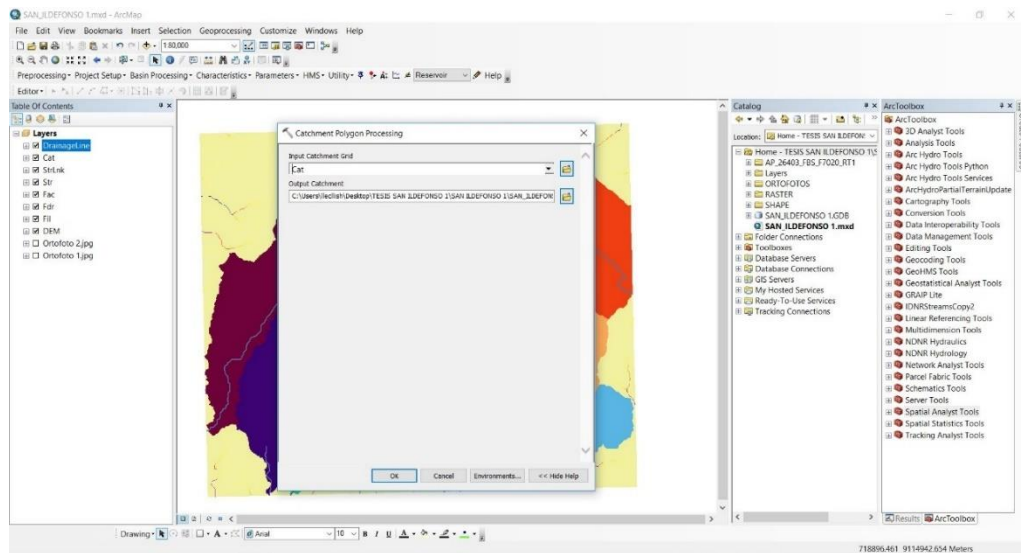 SAN_ILDEFONSO 1.mxd - ArcMap
File Edit View Bookmarks Insert Selection Geoprocessing Customize Windows Help
1:80,000
Preprocessing Project Setup Basin Processing Characteristics Parameters HMS Utility Reservoir Help
Editor
Table Of Contents
Layers
DrainageLine
Cat
StrLnk
Str
Fac
Fdr
Fil
DEM
Ortofoto 2.jpg
Ortofoto 1.jpg
Catchment Polygon Processing
Input Catchment Grid
Cat
Output Catchment
C:\Users\Techish\Desktop\TESIS SAN ILDEFONSO 1\SAN ILDEFONSO 1\SAN_ILDEFON
OK Cancel Environments... << Hide Help
Catalog
Location: Home - TESIS SAN ILDEFON
Home - TESIS SAN ILDEFONSO 1\S
AP_26403_FBS_F7020_RT1
Layers
ORTOFOTOS
RASTER
SHAPE
SAN_ILDEFONSO 1.GDB
SAN_ILDEFONSO 1.mxd
Folder Connections
Toolboxes
Database Servers
Database Connections
GIS Servers
My Hosted Services
Ready-To-Use Services
Tracking Connections
ArcToolbox
ArcToolbox
3D Analyst Tools
Analysis Tools
Arc Hydro Tools
Arc Hydro Tools Python
Arc Hydro Tools Services
ArcHydroPartialTerrainUpdate
Cartography Tools
Conversion Tools
Data Interoperability Tools
Data Management Tools
Editing Tools
Geocoding Tools
GeoHMS Tools
Geostatistical Analyst Tools
GRAIP Lite
IDNRStreamsCopy2
Linear Referencing Tools
Multidimension Tools
NDNR Hydraulics
NDNR Hydrology
Network Analyst Tools
Parcel Fabric Tools
Schematics Tools
Server Tools
Spatial Analyst Tools
Spatial Statistics Tools
Tracking Analyst Tools
Results ArcToolbox
Drawing A Arial 10 B I U A
718896.461 9114942.654 Meters